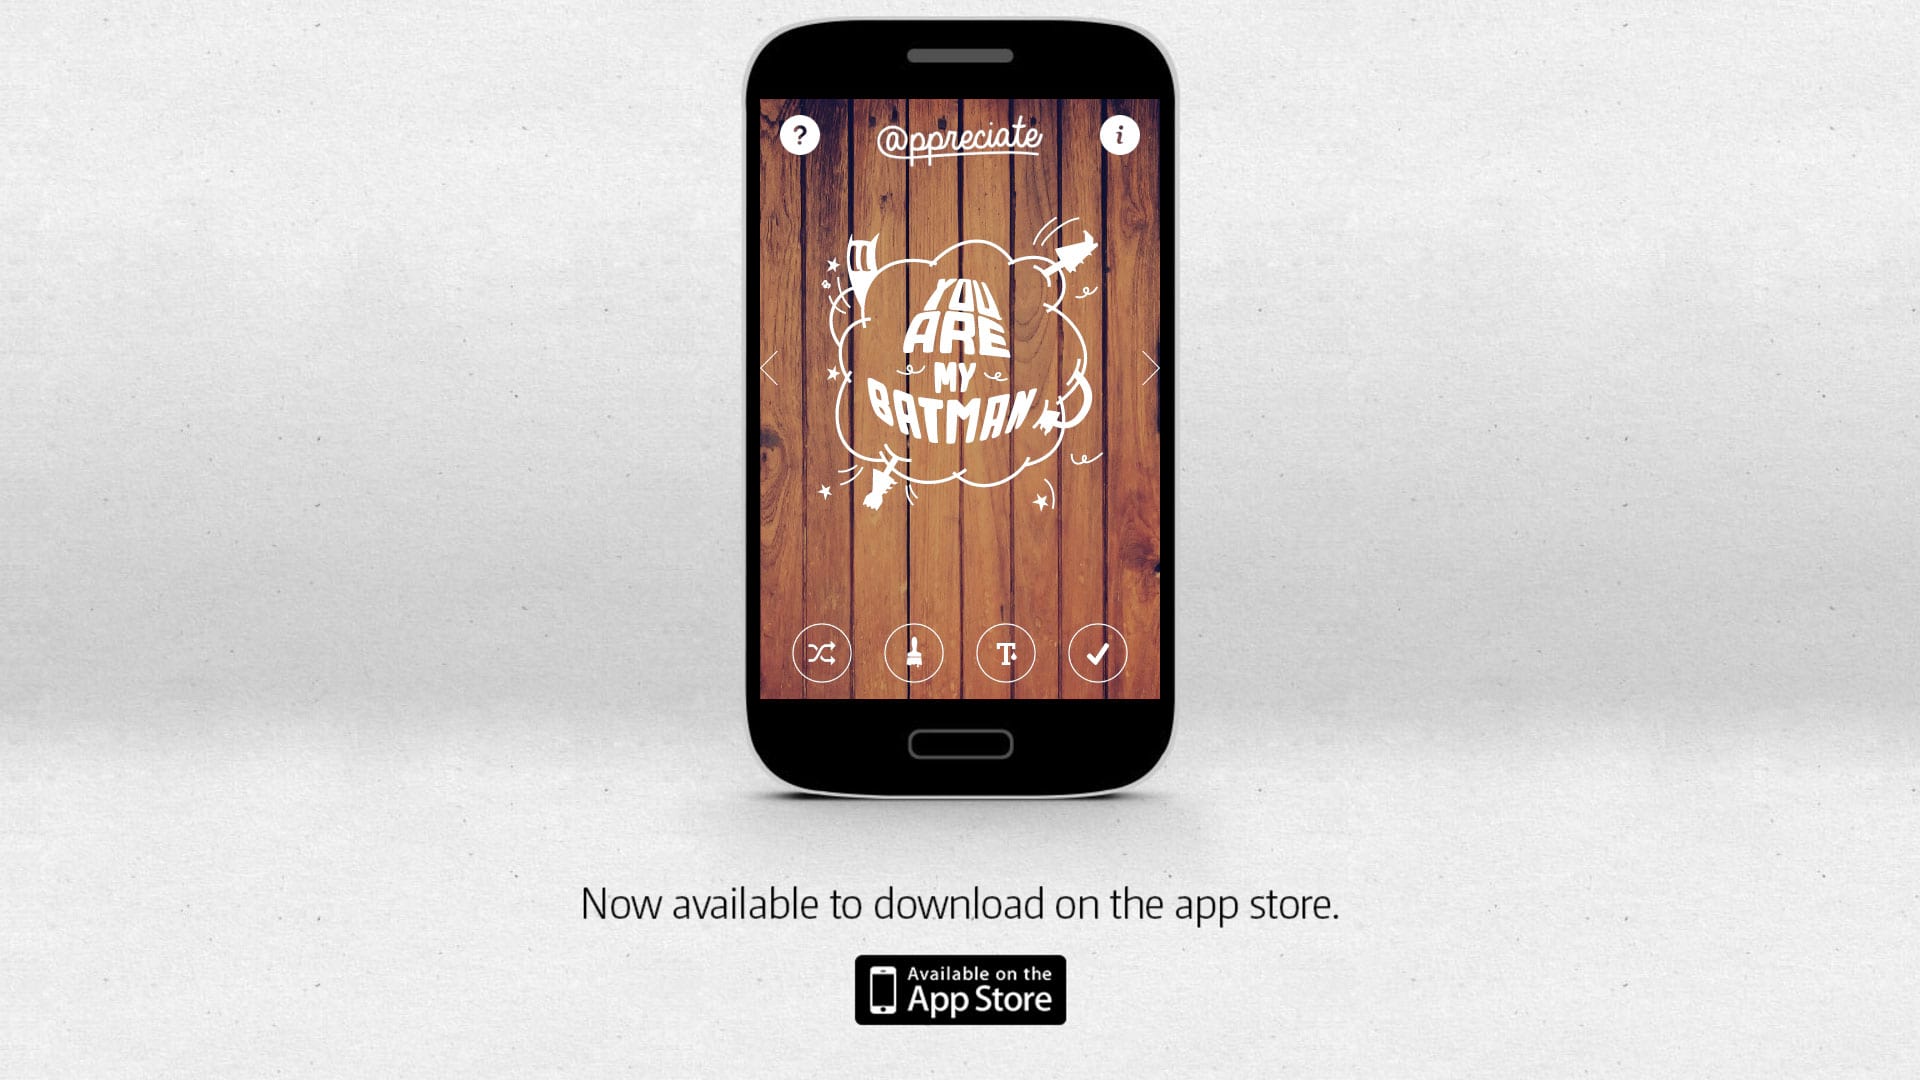 @ppreciate
YOU
ARE
MY
BATMAN
Now available to download on the app store.
Available on the
App Store